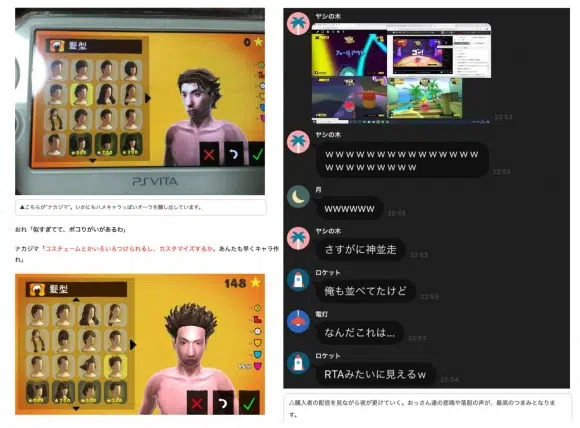 髪型
0
PSVITA
▲こちらが"ナカジマ"。いかにもハメキャラっぽいオーラを醸し出しています。
おれ「似すぎてて、ボコりがいがあるわ」
ナカジマ「コスチュームとかいろいろつけられるし、カスタマイズするか。あんたも早くキャラ作
れ」
髪型
148
ヤシの木
22:53
ヤシの木
wwwwwwwwwwwwwww
wwwwwwwww
22:53
月
wwwwww
22:53
ヤシの木
さすがに神並走
22:53
ロケット
俺も並べてたけど
22:53
電灯
なんだこれは...
22:53
ロケット
RTAみたいに見えるw
22:54
△購入者の配信を見ながら夜が更けていく。おっさん達の悲鳴や落胆の声が、最高のつまみとなりま
す。